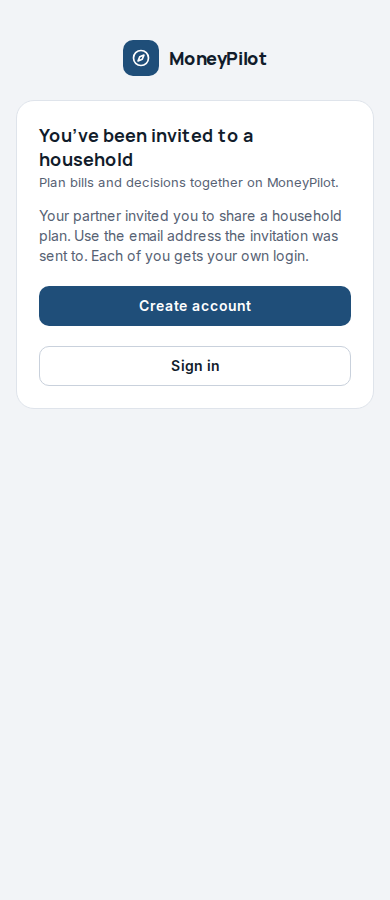 MoneyPilot
You’ve been invited to a
household
Plan bills and decisions together on MoneyPilot.
Your partner invited you to share a household
plan. Use the email address the invitation was
sent to. Each of you gets your own login.
Create account
Sign in